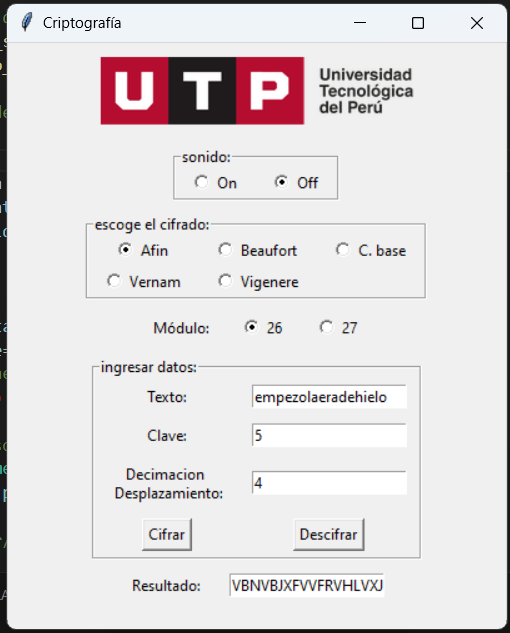 Criptografía
UTP
Universidad
Tecnológica
del Perú
sonido:
On Off
escoge el cifrado:
Afin Beaufort C. base
Vernam Vigenere
Módulo: 26 27
ingresar datos:
Texto: empezolaeradehielo
Clave: 5
Decimacion
Desplazamiento: 4
Cifrar Descifrar
Resultado: VBNVBJXFVVFRVHLVXJ